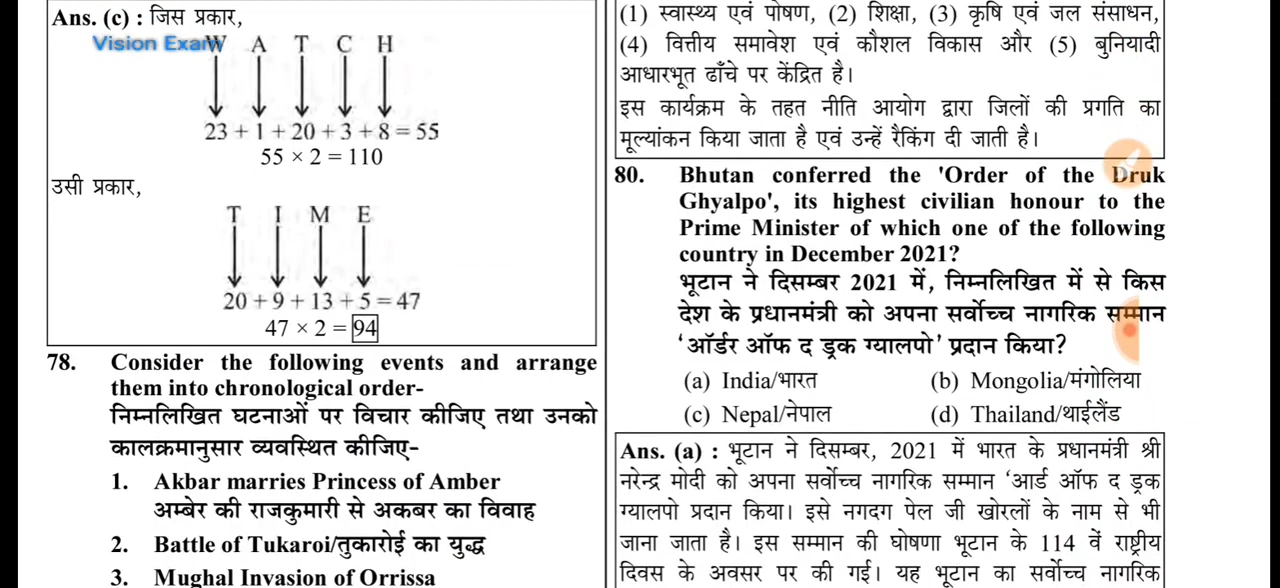 Ans. (c) : जिस प्रकार,
Vision Exam
W A T C H
23 + 1 + 20 + 3 + 8 = 55
55 × 2 = 110
उसी प्रकार,
T I M E
20 + 9 + 13 + 5 = 47
47 × 2 = 94
78. Consider the following events and arrange
them into chronological order-
निम्नलिखित घटनाओं पर विचार कीजिए तथा उनको
कालक्रमानुसार व्यवस्थित कीजिए-
1. Akbar marries Princess of Amber
अम्बेर की राजकुमारी से अकबर का विवाह
2. Battle of Tukaroi/तुकारोई का युद्ध
3. Mughal Invasion of Orrissa
(1) स्वास्थ्य एवं पोषण, (2) शिक्षा, (3) कृषि एवं जल संसाधन,
(4) वित्तीय समावेश एवं कौशल विकास और (5) बुनियादी
आधारभूत ढाँचे पर केंद्रित है।
इस कार्यक्रम के तहत नीति आयोग द्वारा जिलों की प्रगति का
मूल्यांकन किया जाता है एवं उन्हें रैकिंग दी जाती है।
80. Bhutan conferred the 'Order of the Druk
Ghyalpo', its highest civilian honour to the
Prime Minister of which one of the following
country in December 2021?
भूटान ने दिसम्बर 2021 में, निम्नलिखित में से किस
देश के प्रधानमंत्री को अपना सर्वोच्च नागरिक सम्मान
‘ऑर्डर ऑफ द ड्रुक ग्यालपो’ प्रदान किया?
(a) India/भारत (b) Mongolia/मंगोलिया
(c) Nepal/नेपाल (d) Thailand/थाईलैंड
Ans. (a) : भूटान ने दिसम्बर, 2021 में भारत के प्रधानमंत्री श्री
नरेन्द्र मोदी को अपना सर्वोच्च नागरिक सम्मान ‘आर्ड ऑफ द ड्रुक
ग्यालपो प्रदान किया। इसे नगदग पेल जी खोरलों के नाम से भी
जाना जाता है। इस सम्मान की घोषणा भूटान के 114 वें राष्ट्रीय
दिवस के अवसर पर की गई। यह भूटान का सर्वोच्च नागरिक